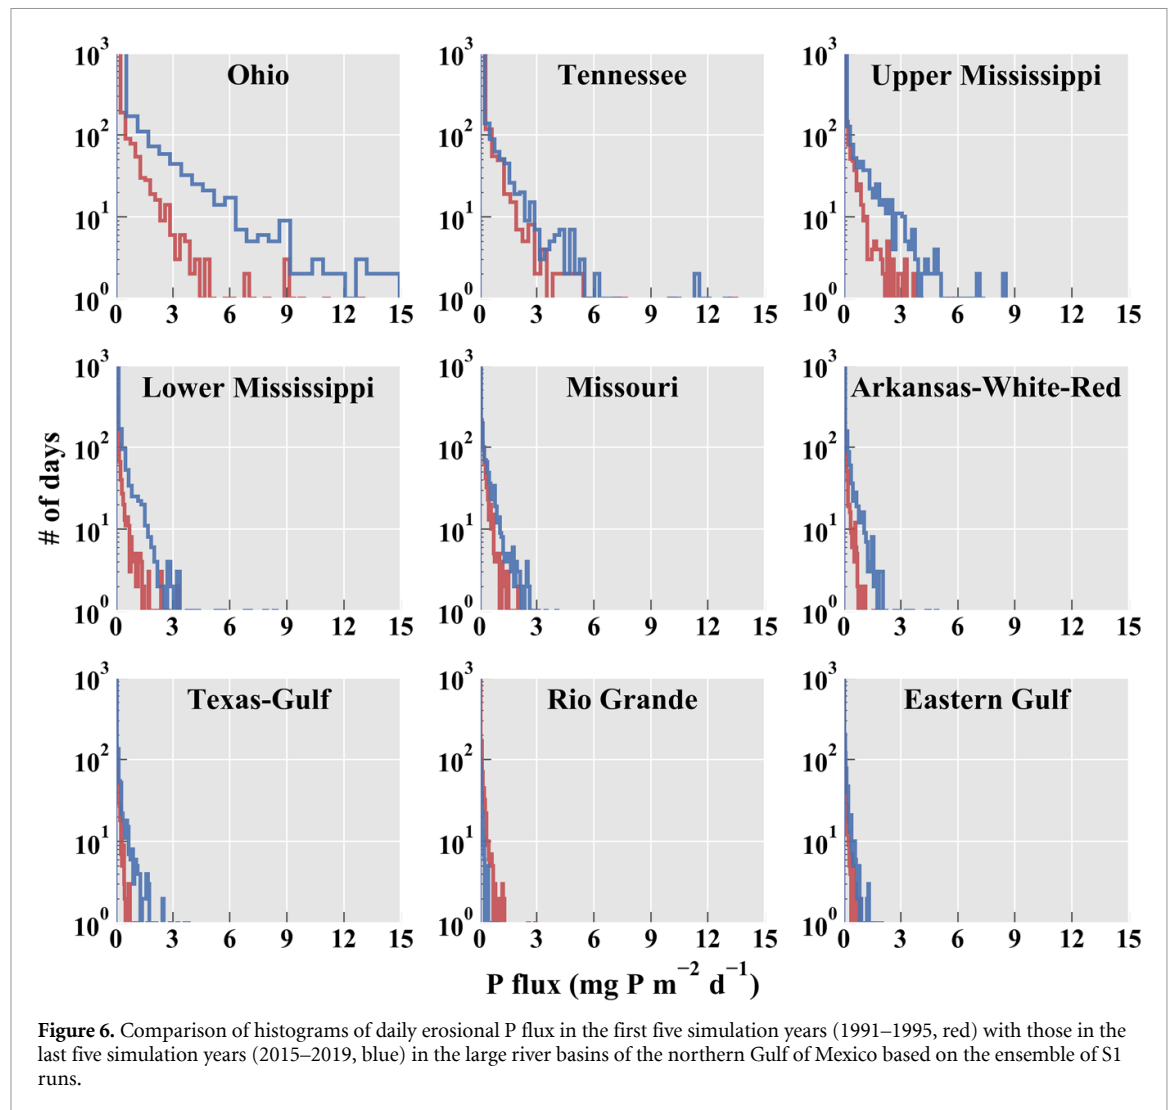 Ohio
10³
10²
10¹
10⁰
0 3 6 9 12 15
Tennessee
10³
10²
10¹
10⁰
0 3 6 9 12 15
Upper Mississippi
10³
10²
10¹
10⁰
0 3 6 9 12 15
# of days
Lower Mississippi
10³
10²
10¹
10⁰
0 3 6 9 12 15
Missouri
10³
10²
10¹
10⁰
0 3 6 9 12 15
Arkansas-White-Red
10³
10²
10¹
10⁰
0 3 6 9 12 15
Texas-Gulf
10³
10²
10¹
10⁰
0 3 6 9 12 15
Rio Grande
10³
10²
10¹
10⁰
0 3 6 9 12 15
Eastern Gulf
10³
10²
10¹
10⁰
0 3 6 9 12 15
P flux (mg P m⁻² d⁻¹)
Figure 6. Comparison of histograms of daily erosional P flux in the first five simulation years (1991–1995, red) with those in the
last five simulation years (2015–2019, blue) in the large river basins of the northern Gulf of Mexico based on the ensemble of S1
runs.